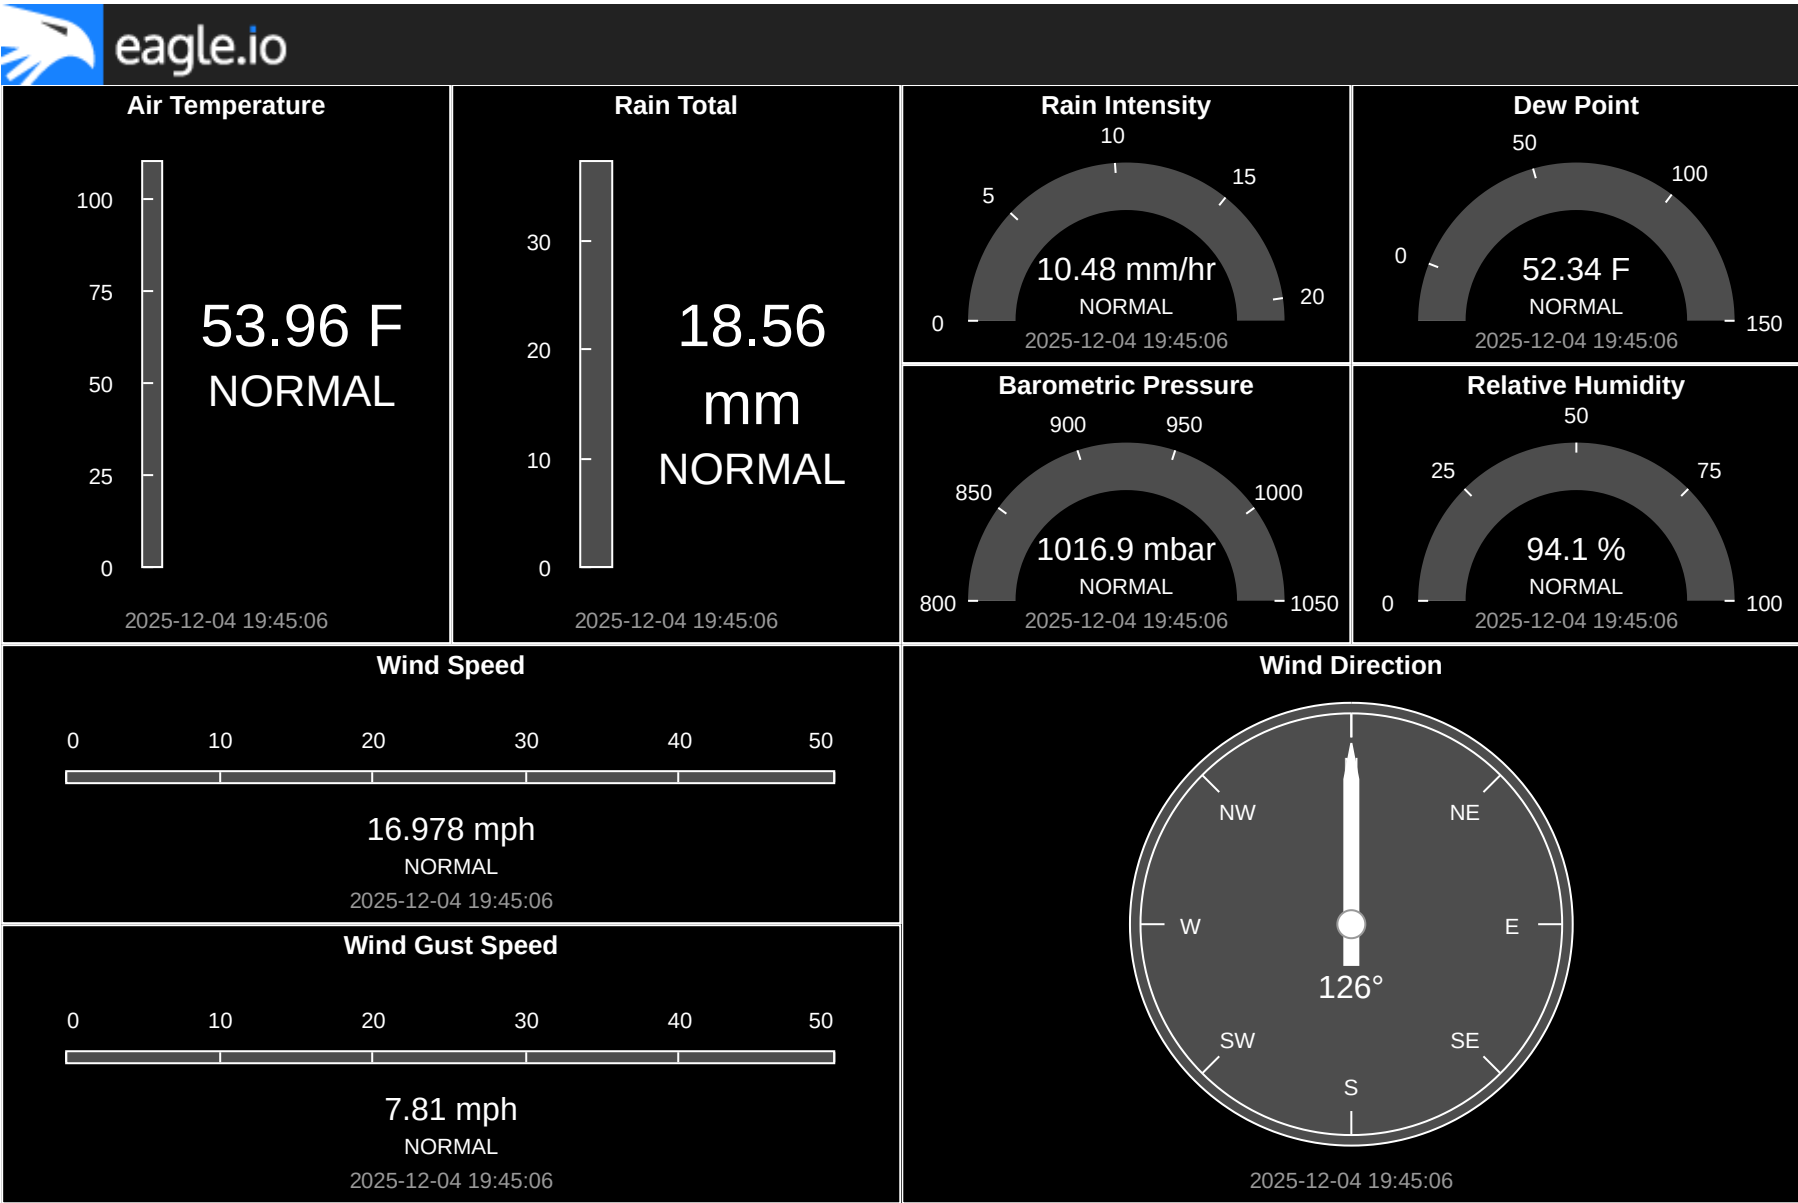 eagle.io
Air Temperature
100
75
50
25
0
53.96 F
NORMAL
2025-12-04 19:45:06
Rain Total
30
20
10
0
18.56
mm
NORMAL
2025-12-04 19:45:06
Rain Intensity
0
5
10
15
20
10.48 mm/hr
NORMAL
2025-12-04 19:45:06
Dew Point
0
50
100
150
52.34 F
NORMAL
2025-12-04 19:45:06
Barometric Pressure
800
850
900
950
1000
1050
1016.9 mbar
NORMAL
2025-12-04 19:45:06
Relative Humidity
0
25
50
75
100
94.1 %
NORMAL
2025-12-04 19:45:06
Wind Speed
0 10 20 30 40 50
16.978 mph
NORMAL
2025-12-04 19:45:06
Wind Gust Speed
0 10 20 30 40 50
7.81 mph
NORMAL
2025-12-04 19:45:06
Wind Direction
NW NE
W E
126°
SW SE
S
2025-12-04 19:45:06